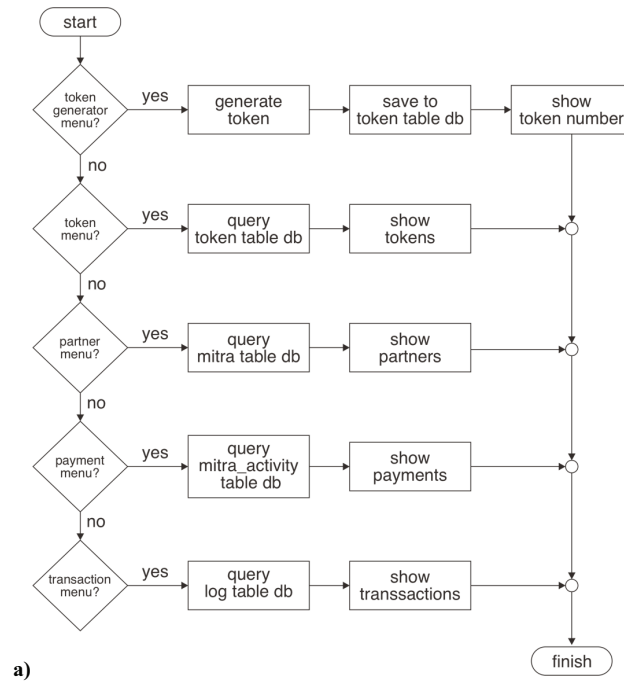 start
token
generator
menu?
yes
generate
token
save to
token table db
show
token number
no
token
menu?
yes
query
token table db
show
tokens
no
partner
menu?
yes
query
mitra table db
show
partners
no
payment
menu?
yes
query
mitra_activity
table db
show
payments
no
transaction
menu?
yes
query
log table db
show
transsactions
finish
a)